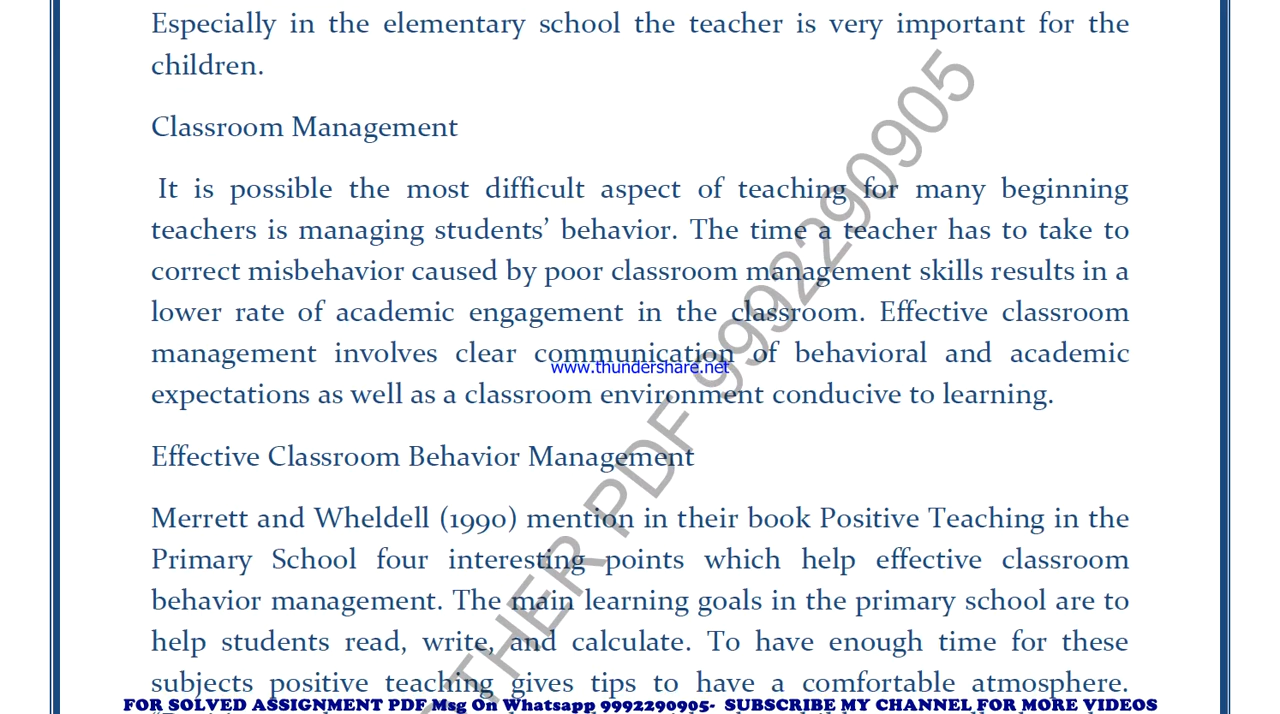 Especially in the elementary school the teacher is very important for the
children.
Classroom Management
It is possible the most difficult aspect of teaching for many beginning
teachers is managing students’ behavior. The time a teacher has to take to
correct misbehavior caused by poor classroom management skills results in a
lower rate of academic engagement in the classroom. Effective classroom
management involves clear communication of behavioral and academic
www.thundershare.net
expectations as well as a classroom environment conducive to learning.
Effective Classroom Behavior Management
Merrett and Wheldell (1990) mention in their book Positive Teaching in the
Primary School four interesting points which help effective classroom
behavior management. The main learning goals in the primary school are to
help students read, write, and calculate. To have enough time for these
subjects positive teaching gives tips to have a comfortable atmosphere.
THER PDF 9992290905
FOR SOLVED ASSIGNMENT PDF Msg On Whatsapp 9992290905- SUBSCRIBE MY CHANNEL FOR MORE VIDEOS